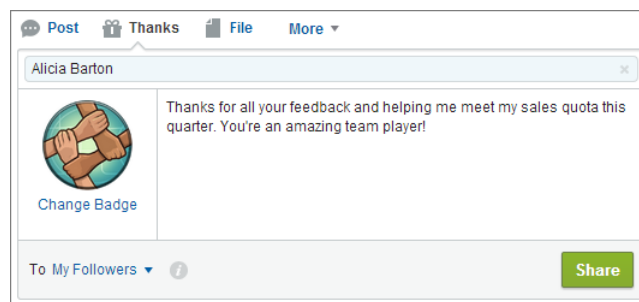 Post Thanks File More
Alicia Barton
Thanks for all your feedback and helping me meet my sales quota this
quarter. You're an amazing team player!
Change Badge
To My Followers
Share